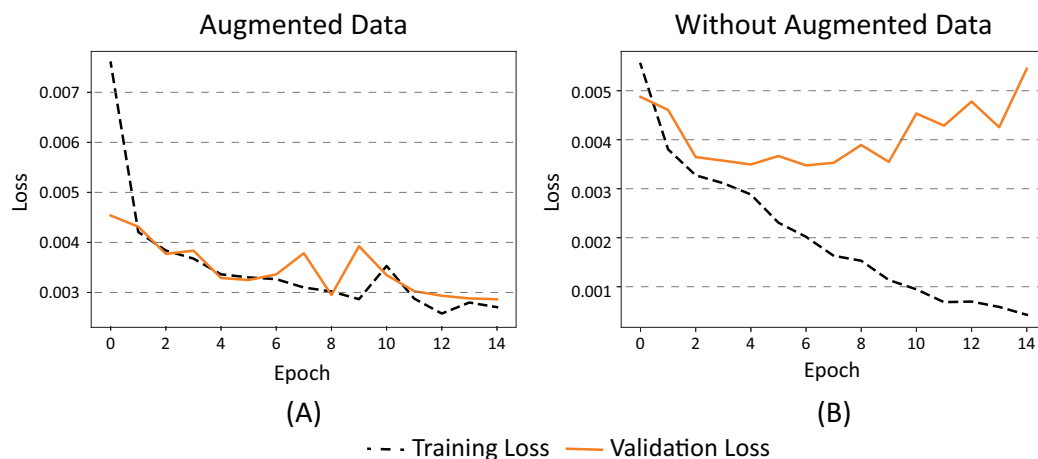 Augmented Data
0.007
0.006
0.005
0.004
0.003
Loss
0 2 4 6 8 10 12 14
Epoch
(A)
Without Augmented Data
0.005
0.004
0.003
0.002
0.001
Loss
0 2 4 6 8 10 12 14
Epoch
(B)
Training Loss Validation Loss